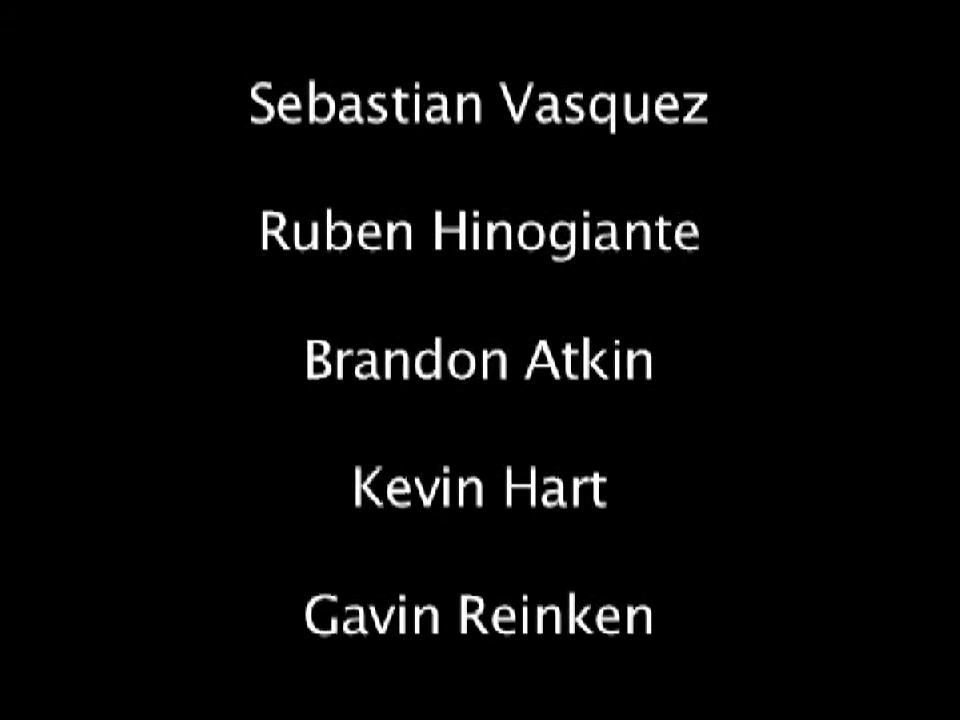 Sebastian Vasquez
Ruben Hinogiante
Brandon Atkin
Kevin Hart
Gavin Reinken